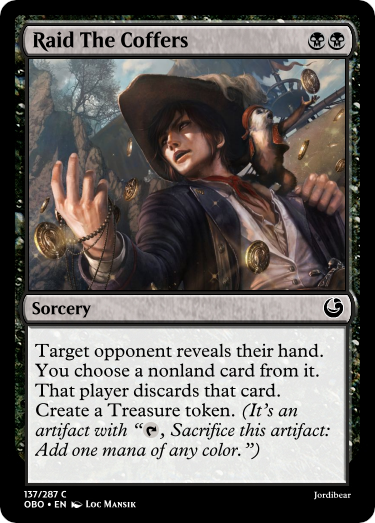 Raid The Coffers
Sorcery
Target opponent reveals their hand.
You choose a nonland card from it.
That player discards that card.
Create a Treasure token. (It's an
artifact with “, Sacrifice this artifact:
Add one mana of any color.”)
137/287 C
OBO • EN Loc Mansik
Jordibear